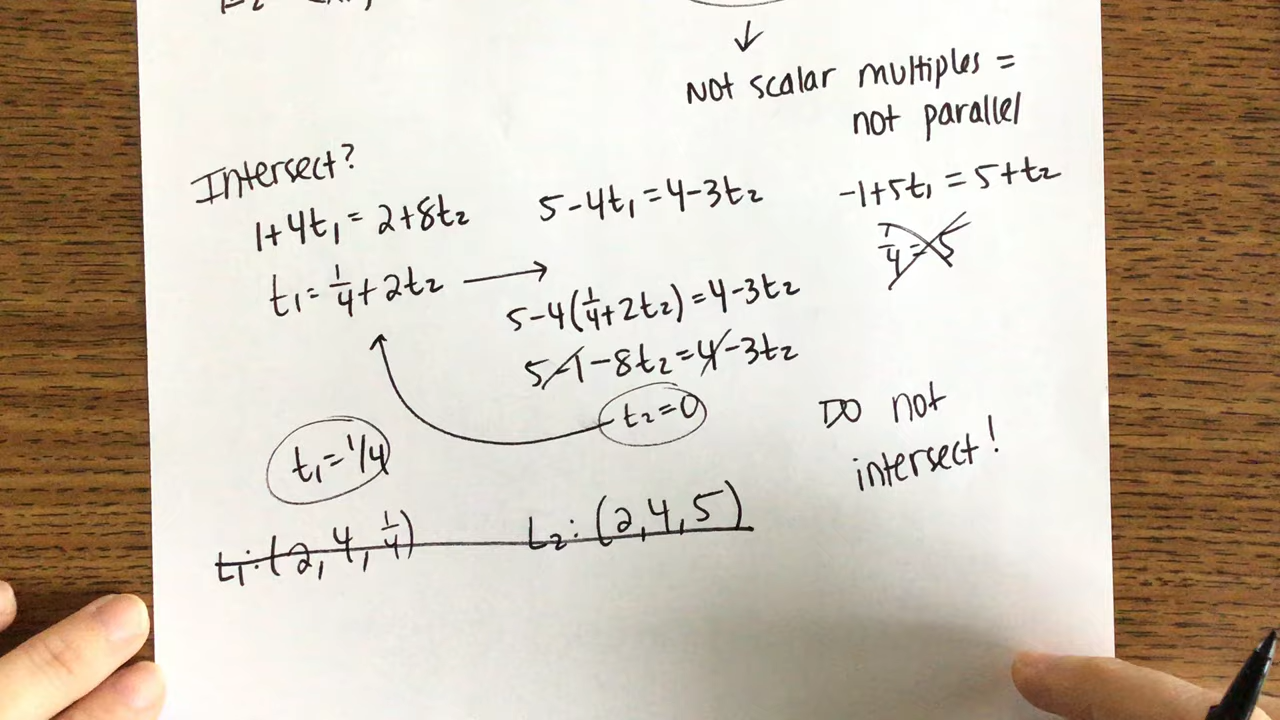 Not scalar multiples =
not parallel
Intersect?
1+4t₁ = 2+8t₂
5-4t₁ = 4-3t₂
-1+5t₁ = 5+t₂
t₁ = 1/4 + 2t₂
1/4 = 5
5-4(1/4+2t₂) = 4-3t₂
5-1-8t₂ = 4-3t₂
t₂=0
t₁=1/4
Do not
intersect!
t₁: (2, 4, 1/4)
t₂: (2, 4, 5)